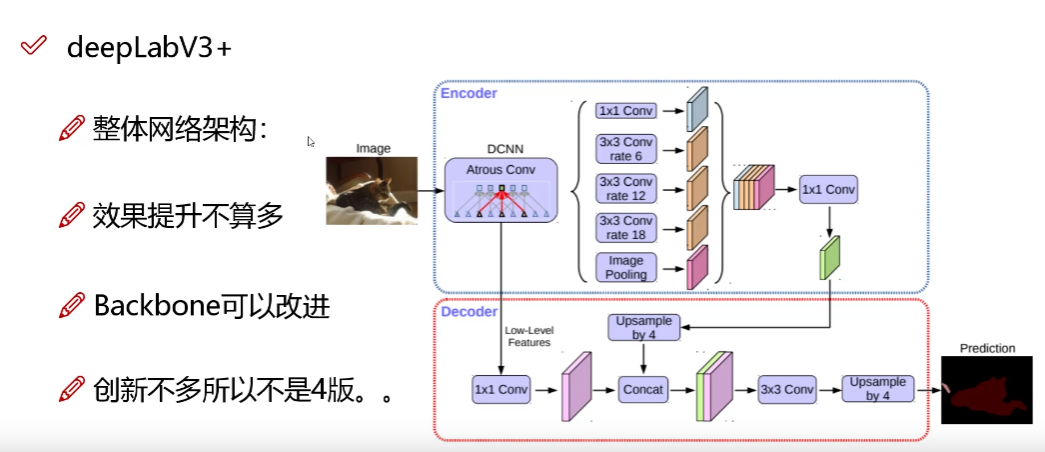 deepLabV3+
整体网络架构：
效果提升不算多
Backbone可以改进
创新不多所以不是4版。。
Image
Encoder
DCNN
Atrous Conv
1x1 Conv
3x3 Conv
rate 6
3x3 Conv
rate 12
3x3 Conv
rate 18
Image
Pooling
1x1 Conv
Decoder
Low-Level
Features
Upsample
by 4
1x1 Conv
Concat
3x3 Conv
Upsample
by 4
Prediction